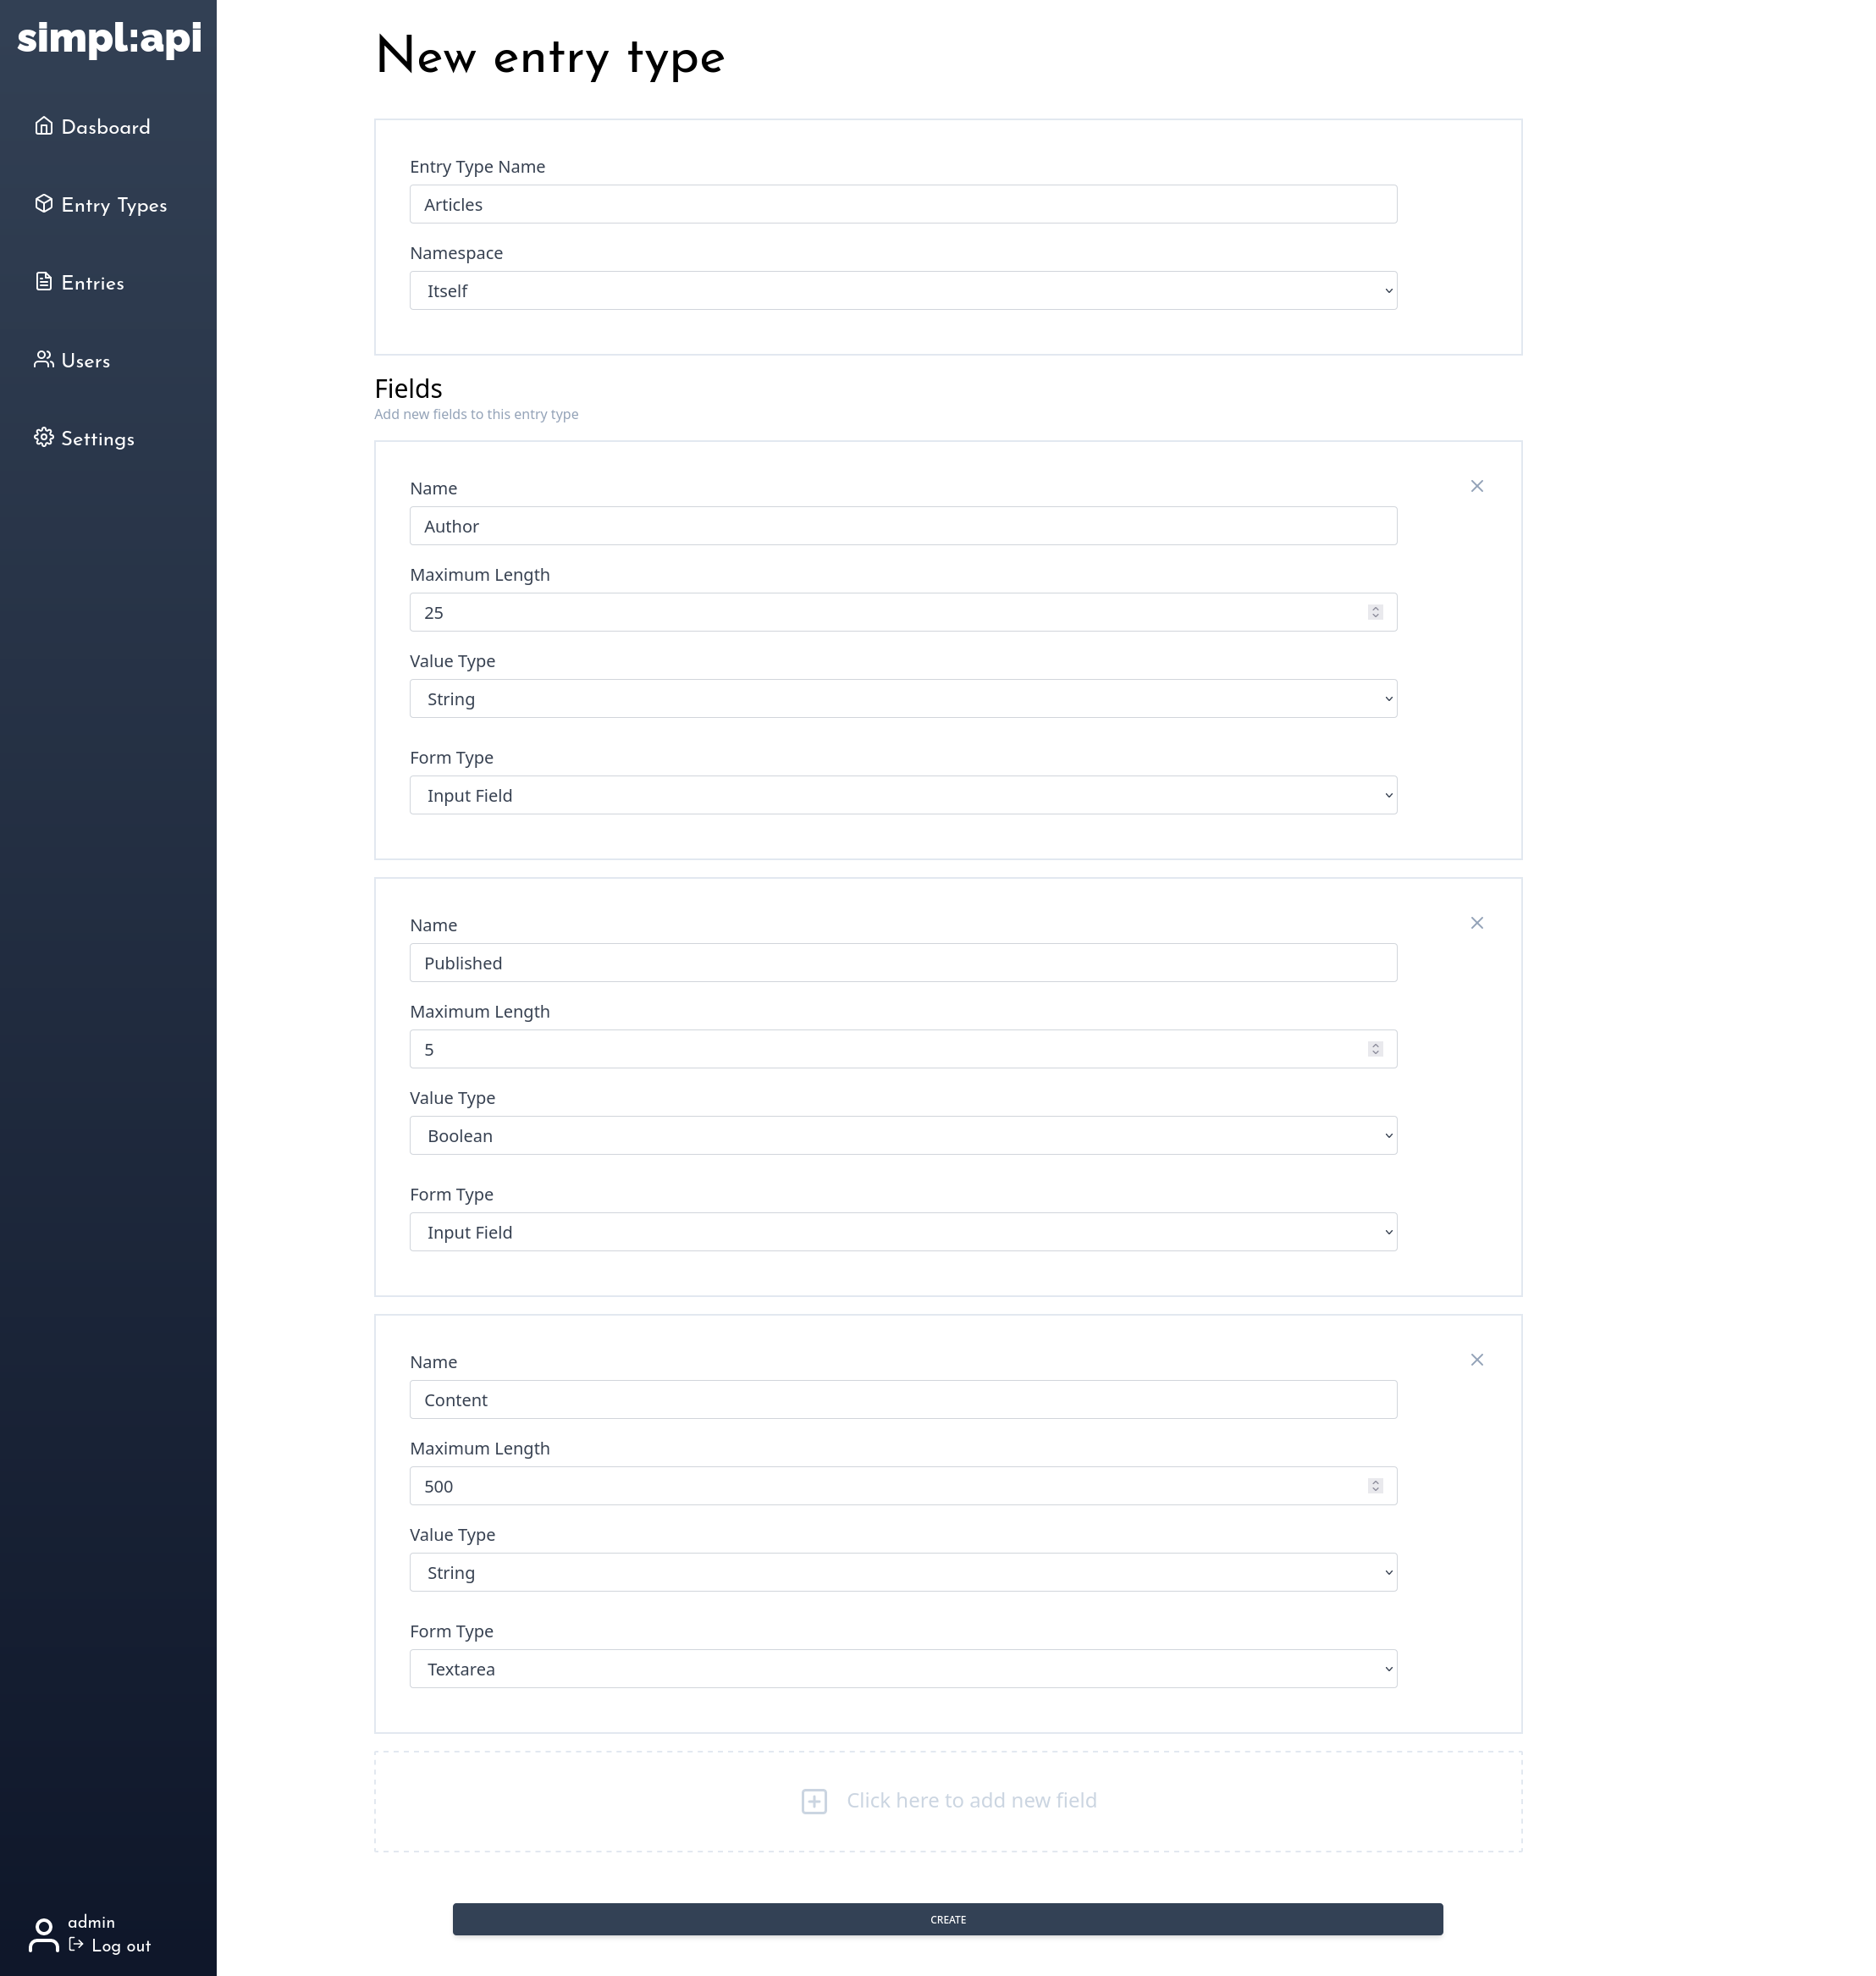 simpl:api
Dasboard
Entry Types
Entries
Users
Settings
admin
Log out
New entry type
Entry Type Name
Articles
Namespace
Itself
Fields
Add new fields to this entry type
Name
Author
Maximum Length
25
Value Type
String
Form Type
Input Field
Name
Published
Maximum Length
5
Value Type
Boolean
Form Type
Input Field
Name
Content
Maximum Length
500
Value Type
String
Form Type
Textarea
Click here to add new field
CREATE